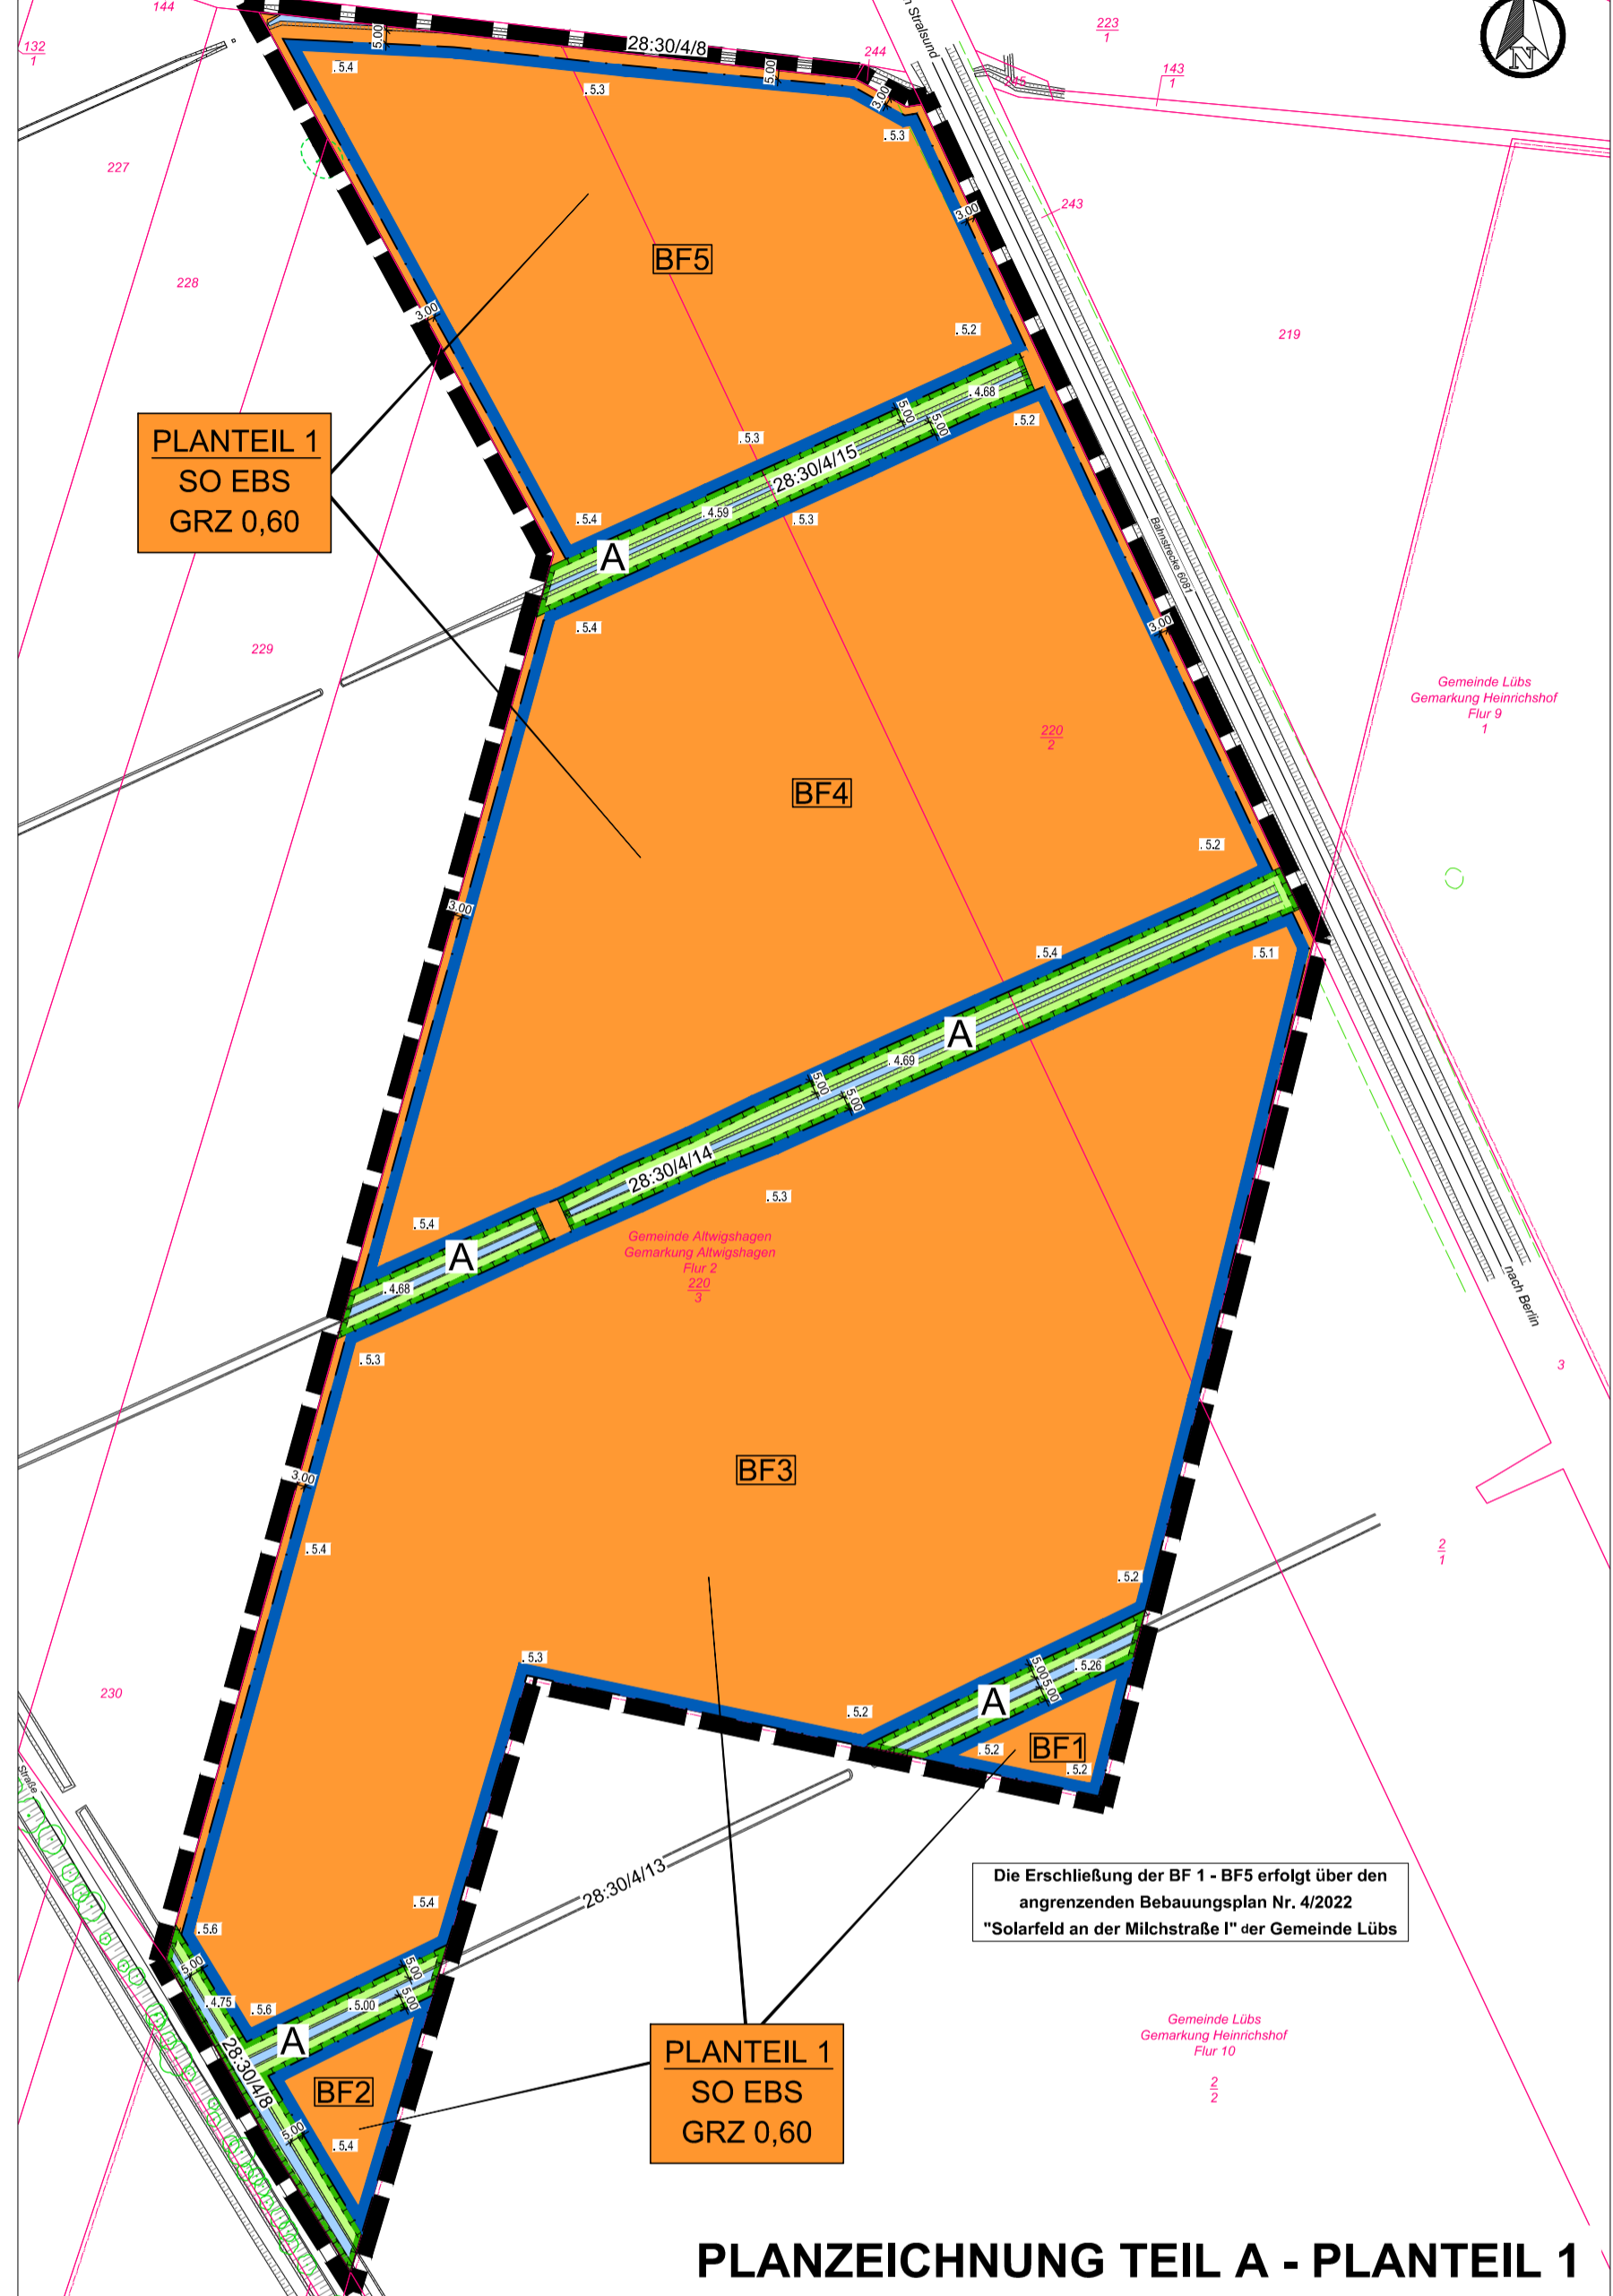 144
132
1
28:30/4/8
5.00
5.00
244
n Stralsund
223
1
143
1
N
. 5.4
. 5.3
3.00
. 5.3
227
243
3.00
BF5
228
3.00
. 5.2
219
. 4.68
5.00
5.00
. 5.2
PLANTEIL 1
SO EBS
GRZ 0,60
. 5.3
28:30/4/15
. 5.4
. 4.59
. 5.3
A
Bahnstrecke 6081
. 5.4
3.00
229
Gemeinde Lübs
Gemarkung Heinrichshof
Flur 9
1
220
2
BF4
. 5.2
3.00
. 5.4
. 5.1
A
. 4.69
5.00
5.00
28:30/4/14
. 5.3
. 5.4
Gemeinde Altwigshagen
Gemarkung Altwigshagen
Flur 2
220
3
A
. 4.68
nach Berlin
. 5.3
3
BF3
3.00
. 5.4
2
1
. 5.2
. 5.3
5.00
5.00
. 5.26
230
A
. 5.2
BF1
. 5.2
. 5.2
Straße
28:30/4/13
Die Erschließung der BF 1 - BF5 erfolgt über den
angrenzenden Bebauungsplan Nr. 4/2022
"Solarfeld an der Milchstraße I" der Gemeinde Lübs
. 5.4
. 5.6
5.00
5.00
5.00
. 4.75
. 5.6
. 5.00
A
28:30/4/8
BF2
5.00
. 5.4
PLANTEIL 1
SO EBS
GRZ 0,60
Gemeinde Lübs
Gemarkung Heinrichshof
Flur 10
2
2
PLANZEICHNUNG TEIL A - PLANTEIL 1